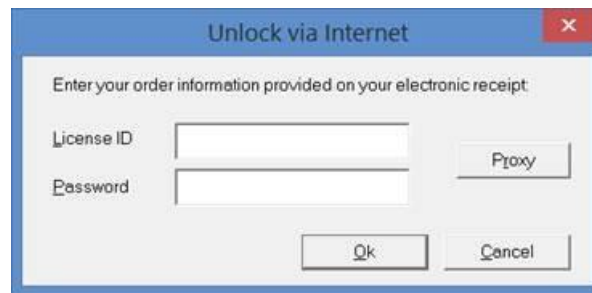 Unlock via Internet
Enter your order information provided on your electronic receipt:
License ID
Proxy
Password
Ok Cancel